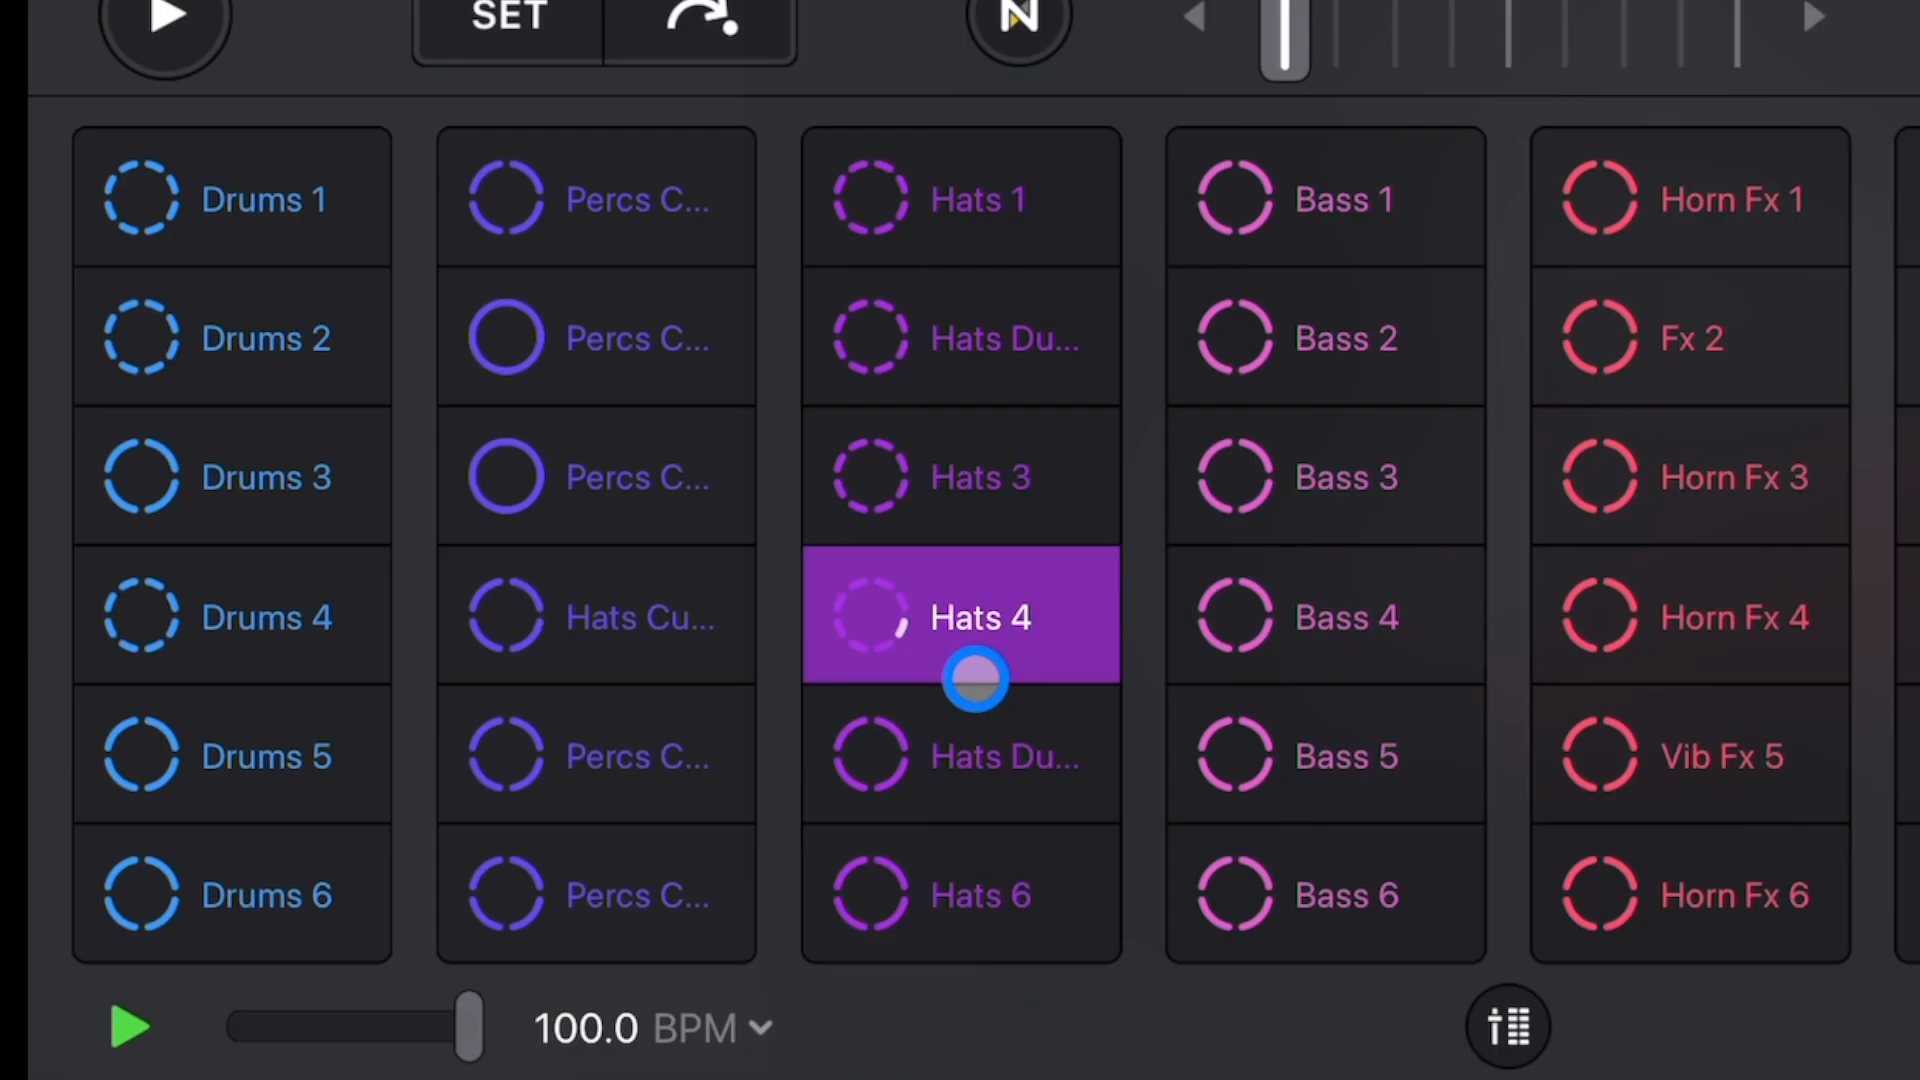 SET
N
Drums 1 Percs C... Hats 1 Bass 1 Horn Fx 1
Drums 2 Percs C... Hats Du... Bass 2 Fx 2
Drums 3 Percs C... Hats 3 Bass 3 Horn Fx 3
Drums 4 Hats Cu... Hats 4 Bass 4 Horn Fx 4
Drums 5 Percs C... Hats Du... Bass 5 Vib Fx 5
Drums 6 Percs C... Hats 6 Bass 6 Horn Fx 6
100.0 BPM